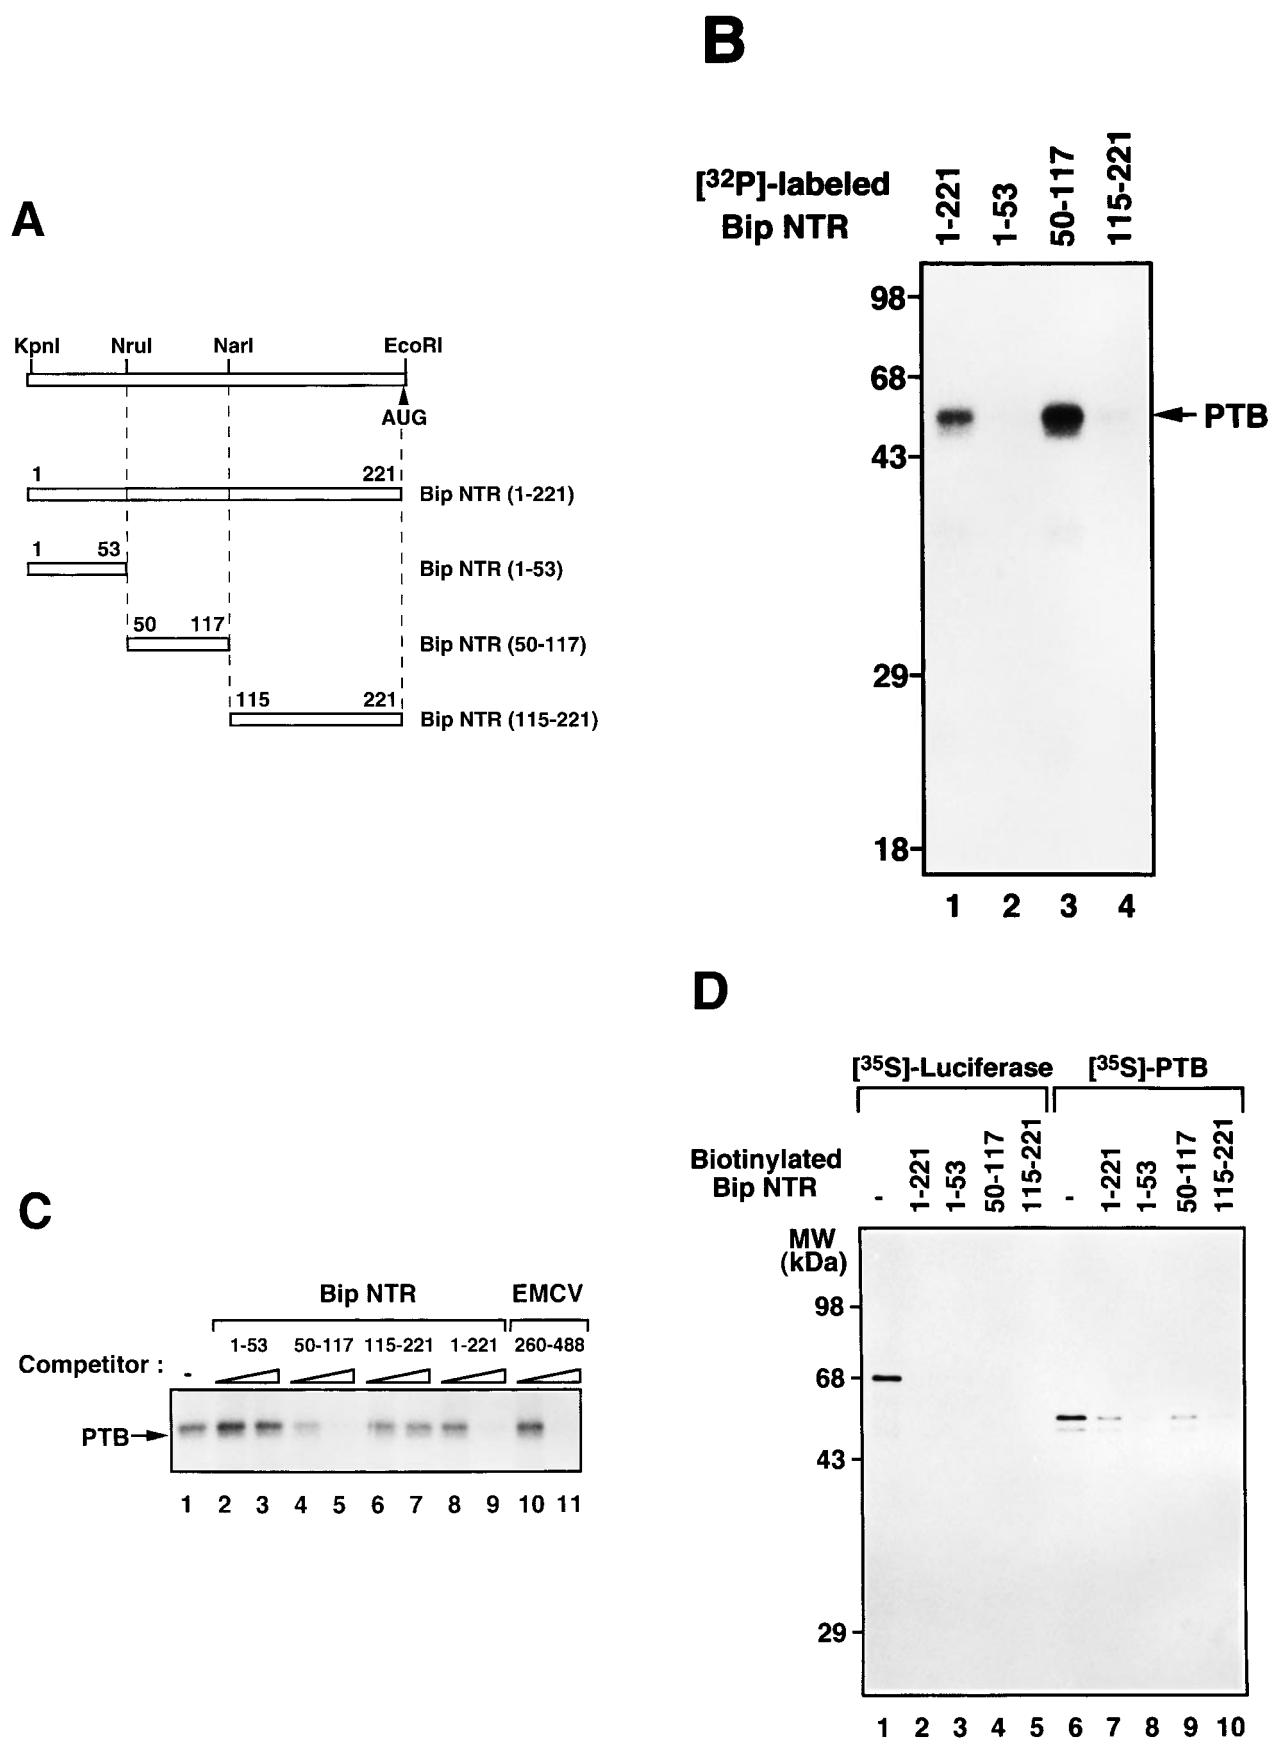 A
KpnI NruI NarI EcoRI
AUG
1 221
Bip NTR (1-221)
1 53
Bip NTR (1-53)
50 117
Bip NTR (50-117)
115 221
Bip NTR (115-221)
B
[32P]-labeled
Bip NTR
1-221 1-53 50-117 115-221
98
68
PTB
43
29
18
1 2 3 4
C
Bip NTR EMCV
1-53 50-117 115-221 1-221 260-488
Competitor : -
PTB
1 2 3 4 5 6 7 8 9 10 11
D
[35S]-Luciferase [35S]-PTB
Biotinylated
Bip NTR
- 1-221 1-53 50-117 115-221 - 1-221 1-53 50-117 115-221
MW
(kDa)
98
68
43
29
1 2 3 4 5 6 7 8 9 10